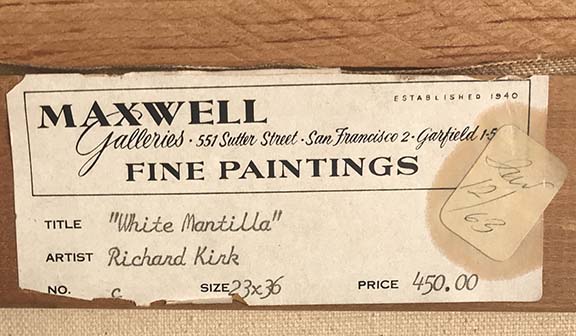 MAXWELL
ESTABLISHED 1940
Galleries · 551 Sutter Street · San Francisco 2 · Garfield 1-5
FINE PAINTINGS
TITLE "White Mantilla"
ARTIST Richard Kirk
NO. C SIZE 23x36 PRICE 450.00
12/63